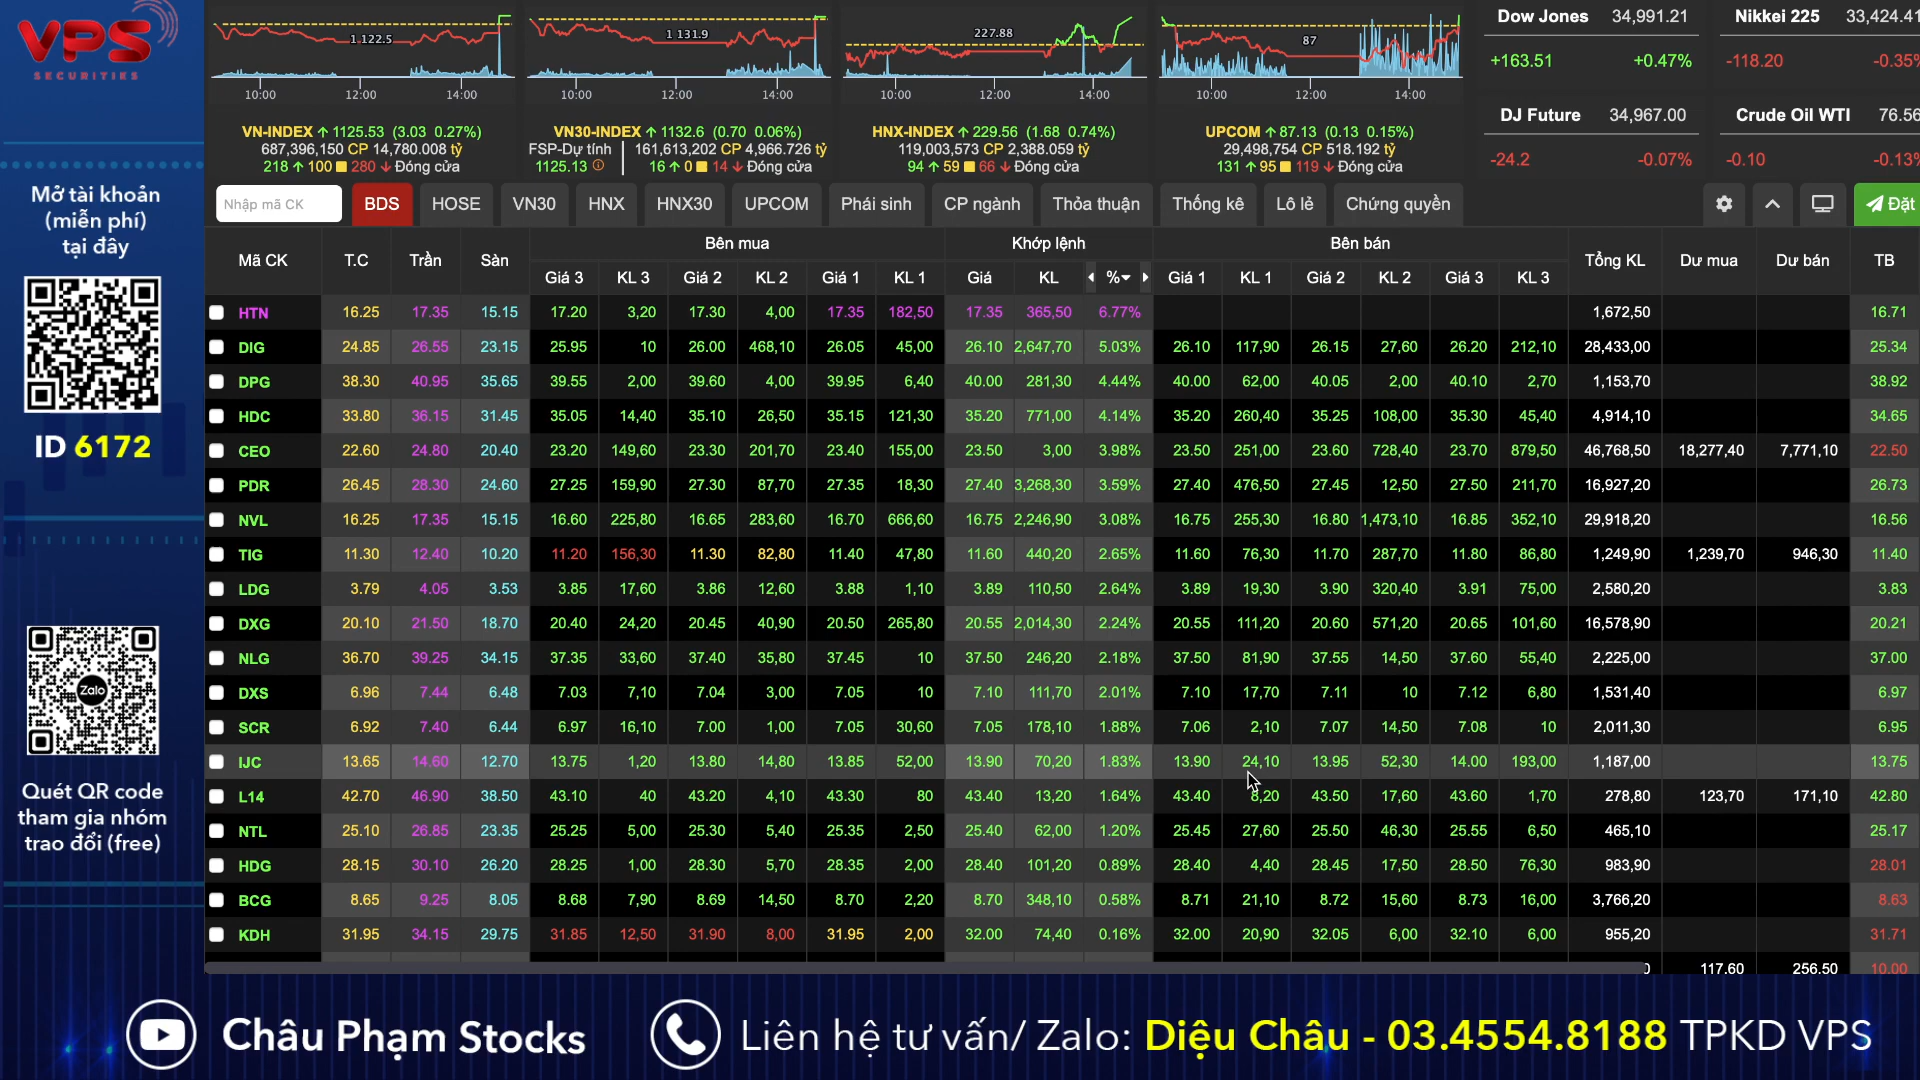 VPS
SECURITIES
Mở tài khoản
(miễn phí)
tại đây
ID 6172
Zalo
Quét QR code
tham gia nhóm
trao đổi (free)
1.122.5
10:00 12:00 14:00
VN-INDEX 1125.53 (3.03 0.27%)
687,396,150 CP 14,780.008 tỷ
218 100 280 Đóng cửa
1 131.9
10:00 12:00 14:00
VN30-INDEX 1132.6 (0.70 0.06%)
FSP-Dự tính 161,613,202 CP 4,966.726 tỷ
1125.13 16 0 14 Đóng cửa
227.88
10:00 12:00 14:00
HNX-INDEX 229.56 (1.68 0.74%)
119,003,573 CP 2,388.059 tỷ
94 59 66 Đóng cửa
87
10:00 12:00 14:00
UPCOM 87.13 (0.13 0.15%)
29,498,754 CP 518.192 tỷ
131 95 119 Đóng cửa
Dow Jones 34,991.21
+163.51 +0.47%
Nikkei 225 33,424.41
-118.20 -0.35%
DJ Future 34,967.00
-24.2 -0.07%
Crude Oil WTI 76.56
-0.10 -0.13%
Nhập mã CK BDS HOSE VN30 HNX HNX30 UPCOM Phái sinh CP ngành Thỏa thuận Thống kê Lô lẻ Chứng quyền Đặt
Mã CK T.C Trần Sàn Bên mua Khớp lệnh Bên bán Tổng KL Dư mua Dư bán TB
Giá 3 KL 3 Giá 2 KL 2 Giá 1 KL 1 Giá KL % Giá 1 KL 1 Giá 2 KL 2 Giá 3 KL 3
HTN 16.25 17.35 15.15 17.20 3,20 17.30 4,00 17.35 182,50 17.35 365,50 6.77% 1,672,50 16.71
DIG 24.85 26.55 23.15 25.95 10 26.00 468,10 26.05 45,00 26.10 2,647,70 5.03% 26.10 117,90 26.15 27,60 26.20 212,10 28,433,00 25.34
DPG 38.30 40.95 35.65 39.55 2,00 39.60 4,00 39.95 6,40 40.00 281,30 4.44% 40.00 62,00 40.05 2,00 40.10 2,70 1,153,70 38.92
HDC 33.80 36.15 31.45 35.05 14,40 35.10 26,50 35.15 121,30 35.20 771,00 4.14% 35.20 260,40 35.25 108,00 35.30 45,40 4,914,10 34.65
CEO 22.60 24.80 20.40 23.20 149,60 23.30 201,70 23.40 155,00 23.50 3,00 3.98% 23.50 251,00 23.60 728,40 23.70 879,50 46,768,50 18,277,40 7,771,10 22.50
PDR 26.45 28.30 24.60 27.25 159,90 27.30 87,70 27.35 18,30 27.40 3,268,30 3.59% 27.40 476,50 27.45 12,50 27.50 211,70 16,927,20 26.73
NVL 16.25 17.35 15.15 16.60 225,80 16.65 283,60 16.70 666,60 16.75 2,246,90 3.08% 16.75 255,30 16.80 1,473,10 16.85 352,10 29,918,20 16.56
TIG 11.30 12.40 10.20 11.20 156,30 11.30 82,80 11.40 47,80 11.60 440,20 2.65% 11.60 76,30 11.70 287,70 11.80 86,80 1,249,90 1,239,70 946,30 11.40
LDG 3.79 4.05 3.53 3.85 17,60 3.86 12,60 3.88 1,10 3.89 110,50 2.64% 3.89 19,30 3.90 320,40 3.91 75,00 2,580,20 3.83
DXG 20.10 21.50 18.70 20.40 24,20 20.45 40,90 20.50 265,80 20.55 2,014,30 2.24% 20.55 111,20 20.60 571,20 20.65 101,60 16,578,90 20.21
NLG 36.70 39.25 34.15 37.35 33,60 37.40 35,80 37.45 10 37.50 246,20 2.18% 37.50 81,90 37.55 14,50 37.60 55,40 2,225,00 37.00
DXS 6.96 7.44 6.48 7.03 7,10 7.04 3,00 7.05 10 7.10 111,70 2.01% 7.10 17,70 7.11 10 7.12 6,80 1,531,40 6.97
SCR 6.92 7.40 6.44 6.97 16,10 7.00 1,00 7.05 30,60 7.05 178,10 1.88% 7.06 2,10 7.07 14,50 7.08 10 2,011,30 6.95
IJC 13.65 14.60 12.70 13.75 1,20 13.80 14,80 13.85 52,00 13.90 70,20 1.83% 13.90 24,10 13.95 52,30 14.00 193,00 1,187,00 13.75
L14 42.70 46.90 38.50 43.10 40 43.20 4,10 43.30 80 43.40 13,20 1.64% 43.40 8,20 43.50 17,60 43.60 1,70 278,80 123,70 171,10 42.80
NTL 25.10 26.85 23.35 25.25 5,00 25.30 5,40 25.35 2,50 25.40 62,00 1.20% 25.45 27,60 25.50 46,30 25.55 6,50 465,10 25.17
HDG 28.15 30.10 26.20 28.25 1,00 28.30 5,70 28.35 2,00 28.40 101,20 0.89% 28.40 4,40 28.45 17,50 28.50 76,30 983,90 28.01
BCG 8.65 9.25 8.05 8.68 7,90 8.69 14,50 8.70 2,20 8.70 348,10 0.58% 8.71 21,10 8.72 15,60 8.73 16,00 3,766,20 8.63
KDH 31.95 34.15 29.75 31.85 12,50 31.90 8,00 31.95 2,00 32.00 74,40 0.16% 32.00 20,90 32.05 6,00 32.10 6,00 955,20 31.71
117,60 256,50 10.00
Châu Phạm Stocks Liên hệ tư vấn/ Zalo: Diệu Châu - 03.4554.8188 TPKD VPS